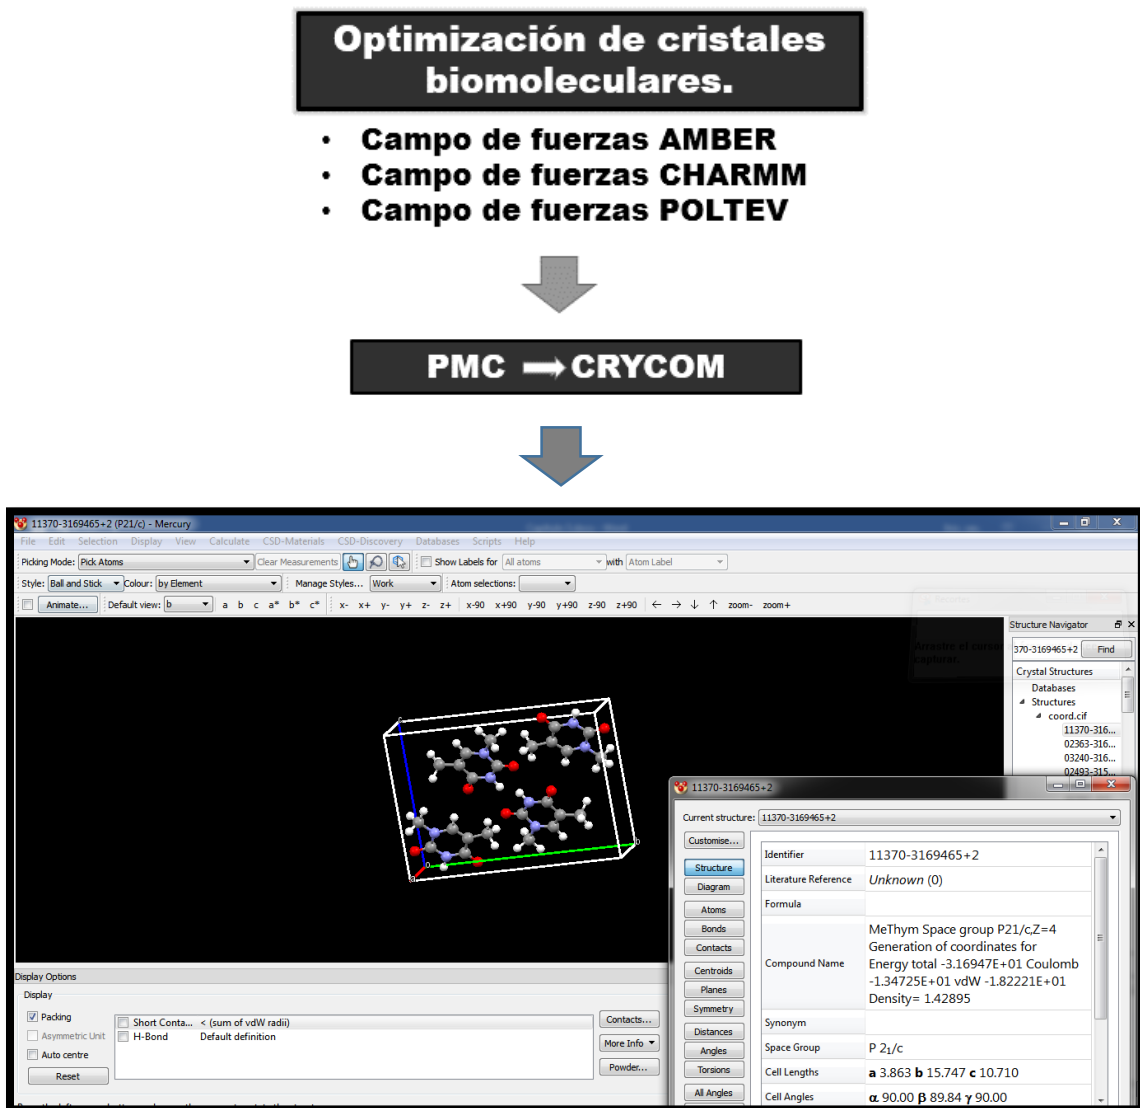 Optimización de cristales
biomoleculares.
• Campo de fuerzas AMBER
• Campo de fuerzas CHARMM
• Campo de fuerzas POLTEV
PMC → CRYCOM
11370-3169465+2 (P21/c) - Mercury
File Edit Selection Display View Calculate CSD-Materials CSD-Discovery Databases Scripts Help
Picking Mode: Pick Atoms Clear Measurements Show Labels for All atoms with Atom Label
Style: Ball and Stick Colour: by Element Manage Styles... Work Atom selections:
Animate... Default view: b a b c a* b* c* x- x+ y- y+ z- z+ x-90 x+90 y-90 y+90 z-90 z+90 ← → ↓ ↑ zoom- zoom+
Structure Navigator
370-3169465+2 Find
Crystal Structures
Databases
Structures
coord.cif
11370-316...
02363-316...
03240-316...
02493-315...
Arrastre el cursor
capturar.
c
o
a
b
11370-3169465+2
Current structure: 11370-3169465+2
Customise...
Structure
Diagram
Atoms
Bonds
Contacts
Centroids
Planes
Symmetry
Distances
Angles
Torsions
All Angles
Identifier 11370-3169465+2
Literature Reference Unknown (0)
Formula
Compound Name MeThym Space group P21/c,Z=4
Generation of coordinates for
Energy total -3.16947E+01 Coulomb
-1.34725E+01 vdW -1.82221E+01
Density= 1.42895
Synonym
Space Group P 2₁/c
Cell Lengths a 3.863 b 15.747 c 10.710
Cell Angles α 90.00 β 89.84 γ 90.00
Display Options
Display
Packing
Asymmetric Unit
Auto centre
Reset
Short Conta... < (sum of vdW radii)
H-Bond Default definition
Contacts...
More Info
Powder...